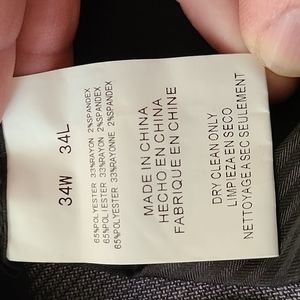 34W 34L
65%POLYESTER 33%RAYON 2%SPANDEX
65%POLIESTER 33%RAYON 2%SPANDEX
65%POLYESTER 33%RAYONNE 2%SPANDEX
MADE IN CHINA
HECHO EN CHINA
FABRIQUE EN CHINE
DRY CLEAN ONLY
LIMPIEZA EN SECO
NETTOYAGE A SEC SEULEMENT